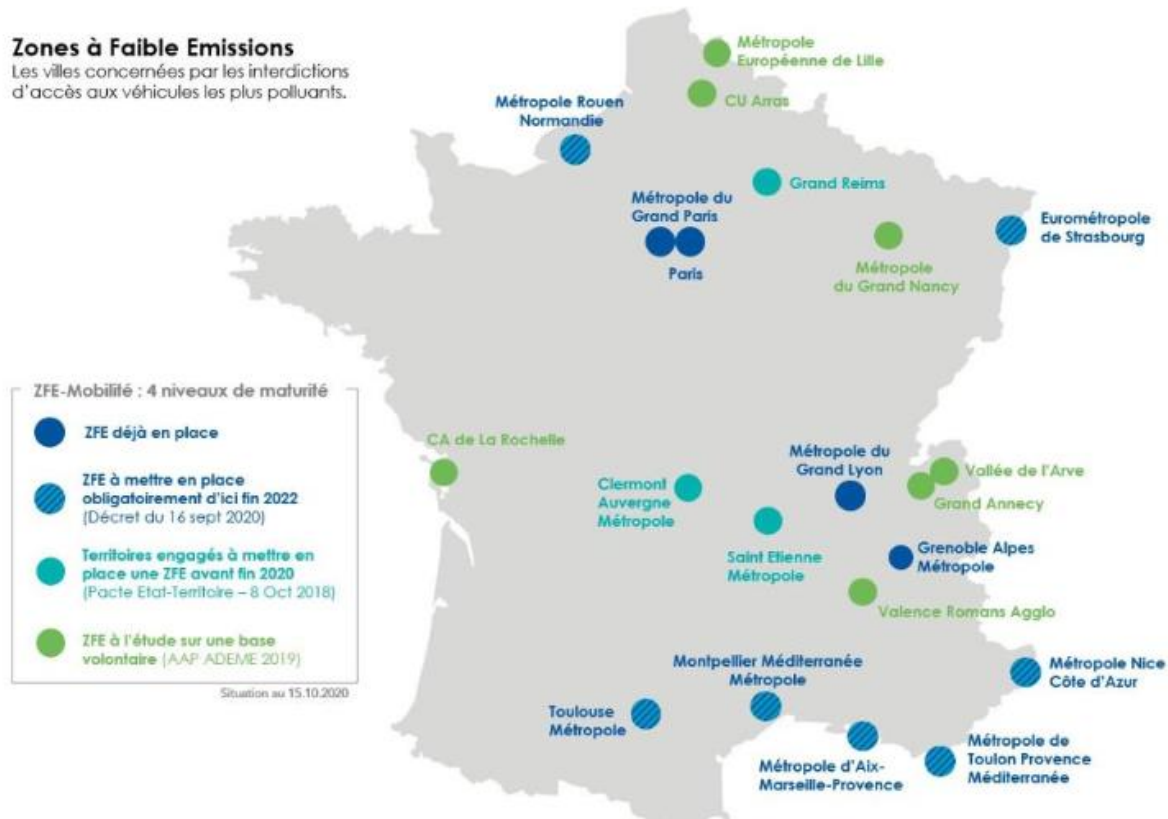 Zones à Faible Emissions
Les villes concernées par les interdictions
d'accès aux véhicules les plus polluants.
Métropole
Européenne de Lille
CU Arras
Métropole Rouen
Normandie
Grand Reims
Métropole du
Grand Paris
Paris
Eurométropole
de Strasbourg
Métropole
du Grand Nancy
ZFE-Mobilité : 4 niveaux de maturité
ZFE déjà en place
ZFE à mettre en place
obligatoirement d'ici fin 2022
(Décret du 16 sept 2020)
Territoires engagés à mettre en
place une ZFE avant fin 2020
(Pacte Etat-Territoire – 8 Oct 2018)
ZFE à l'étude sur une base
volontaire (AAP ADEME 2019)
Situation au 15.10.2020
CA de La Rochelle
Clermont
Auvergne
Métropole
Métropole du
Grand Lyon
Vallée de l'Arve
Grand Annecy
Saint Etienne
Métropole
Grenoble Alpes
Métropole
Valence Romans Agglo
Montpellier Méditerranée
Métropole
Métropole Nice
Côte d'Azur
Toulouse
Métropole
Métropole d'Aix-
Marseille-Provence
Métropole de
Toulon Provence
Méditerranée